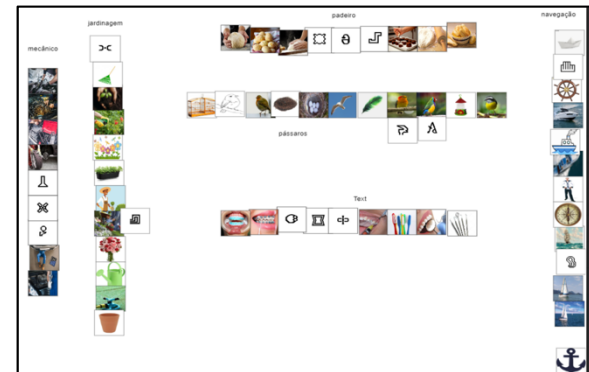 mecânico
jardinagem
padeiro
navegação
pássaros
Text